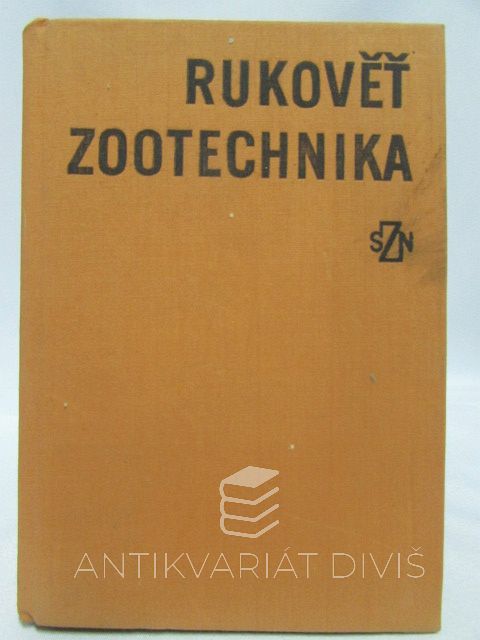 RUKOVĚŤ
ZOOTECHNIKA
SZN
ANTIKVARIÁT DIVIŠ